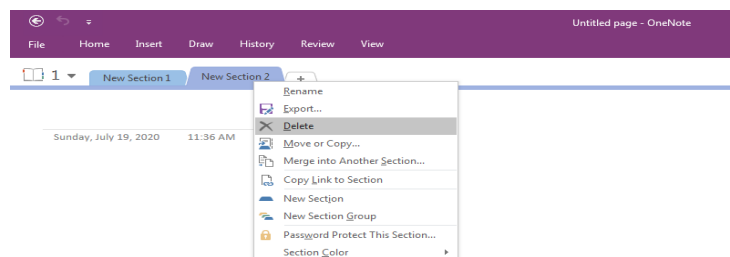 Untitled page - OneNote
File Home Insert Draw History Review View
1 New Section 1 New Section 2 +
Rename
Export...
Delete
Sunday, July 19, 2020 11:36 AM
Move or Copy...
Merge into Another Section...
Copy Link to Section
New Section
New Section Group
Password Protect This Section...
Section Color